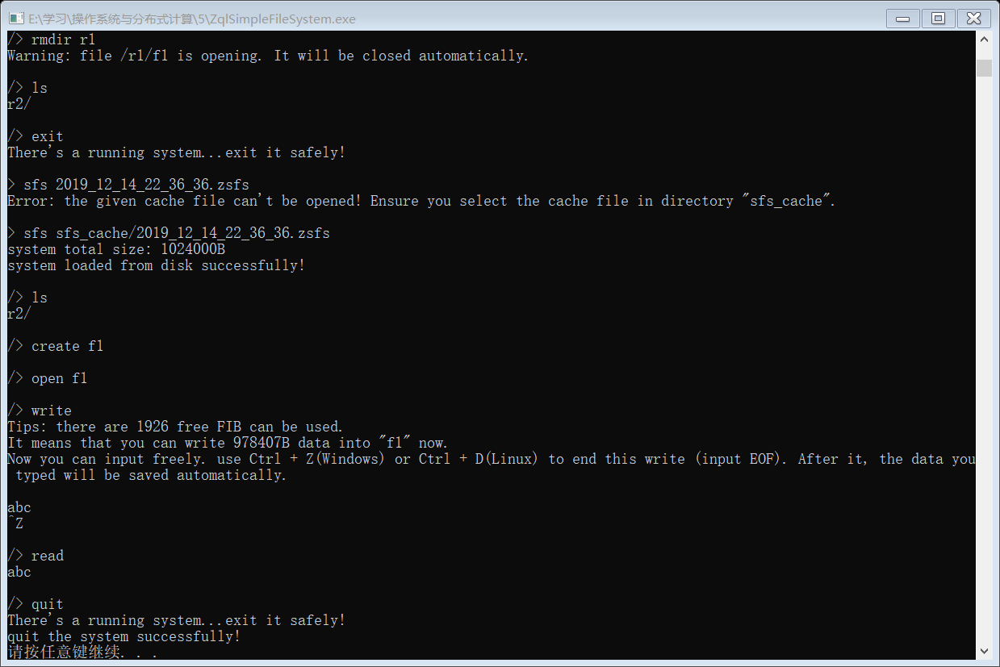 E:\学习\操作系统与分布式计算\5\ZqlSimpleFileSystem.exe
/> rmdir r1
Warning: file /r1/f1 is opening. It will be closed automatically.
/> ls
r2/
/> exit
There's a running system...exit it safely!
> sfs 2019_12_14_22_36_36.zsfs
Error: the given cache file can't be opened! Ensure you select the cache file in directory "sfs_cache".
> sfs sfs_cache/2019_12_14_22_36_36.zsfs
system total size: 1024000B
system loaded from disk successfully!
/> ls
r2/
/> create f1
/> open f1
/> write
Tips: there are 1926 free FIB can be used.
It means that you can write 978407B data into "f1" now.
Now you can input freely. use Ctrl + Z(Windows) or Ctrl + D(Linux) to end this write (input EOF). After it, the data you
typed will be saved automatically.
abc
^Z
/> read
abc
/> quit
There's a running system...exit it safely!
quit the system successfully!
请按任意键继续. . .